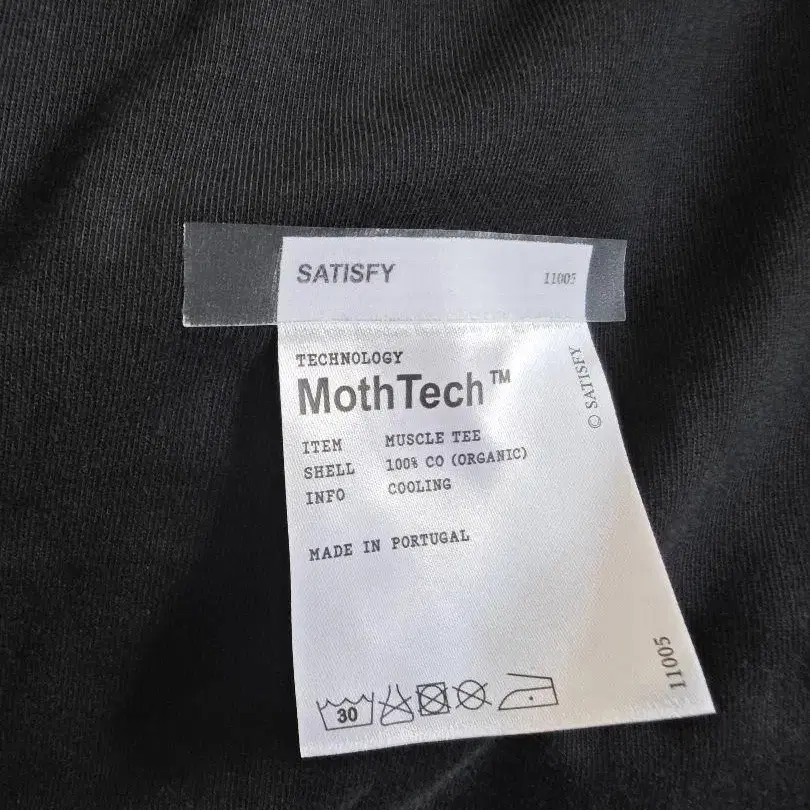 SATISFY 11005
TECHNOLOGY
MothTech™
© SATISFY
ITEM MUSCLE TEE
SHELL 100% CO (ORGANIC)
INFO COOLING
MADE IN PORTUGAL
11005
30